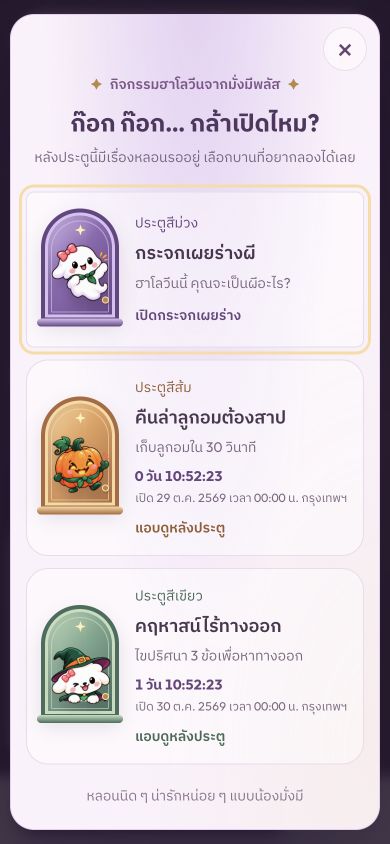 กิจกรรมฮาโลวีนจากมั่งมีพลัส
ก๊อก ก๊อก... กล้าเปิดไหม?
หลังประตูนี้มีเรื่องหลอนรออยู่ เลือกบานที่อยากลองได้เลย
ประตูสีม่วง
กระจกเผยร่างผี
ฮาโลวีนนี้ คุณจะเป็นผีอะไร?
เปิดกระจกเผยร่าง
ประตูสีส้ม
คืนล่าลูกอมต้องสาป
เก็บลูกอมใน 30 วินาที
0 วัน 10:52:23
เปิด 29 ต.ค. 2569 เวลา 00:00 น. กรุงเทพฯ
แอบดูหลังประตู
ประตูสีเขียว
คฤหาสน์ไร้ทางออก
ไขปริศนา 3 ข้อเพื่อหาทางออก
1 วัน 10:52:23
เปิด 30 ต.ค. 2569 เวลา 00:00 น. กรุงเทพฯ
แอบดูหลังประตู
หลอนนิด ๆ น่ารักหน่อย ๆ แบบน้องมั่งมี